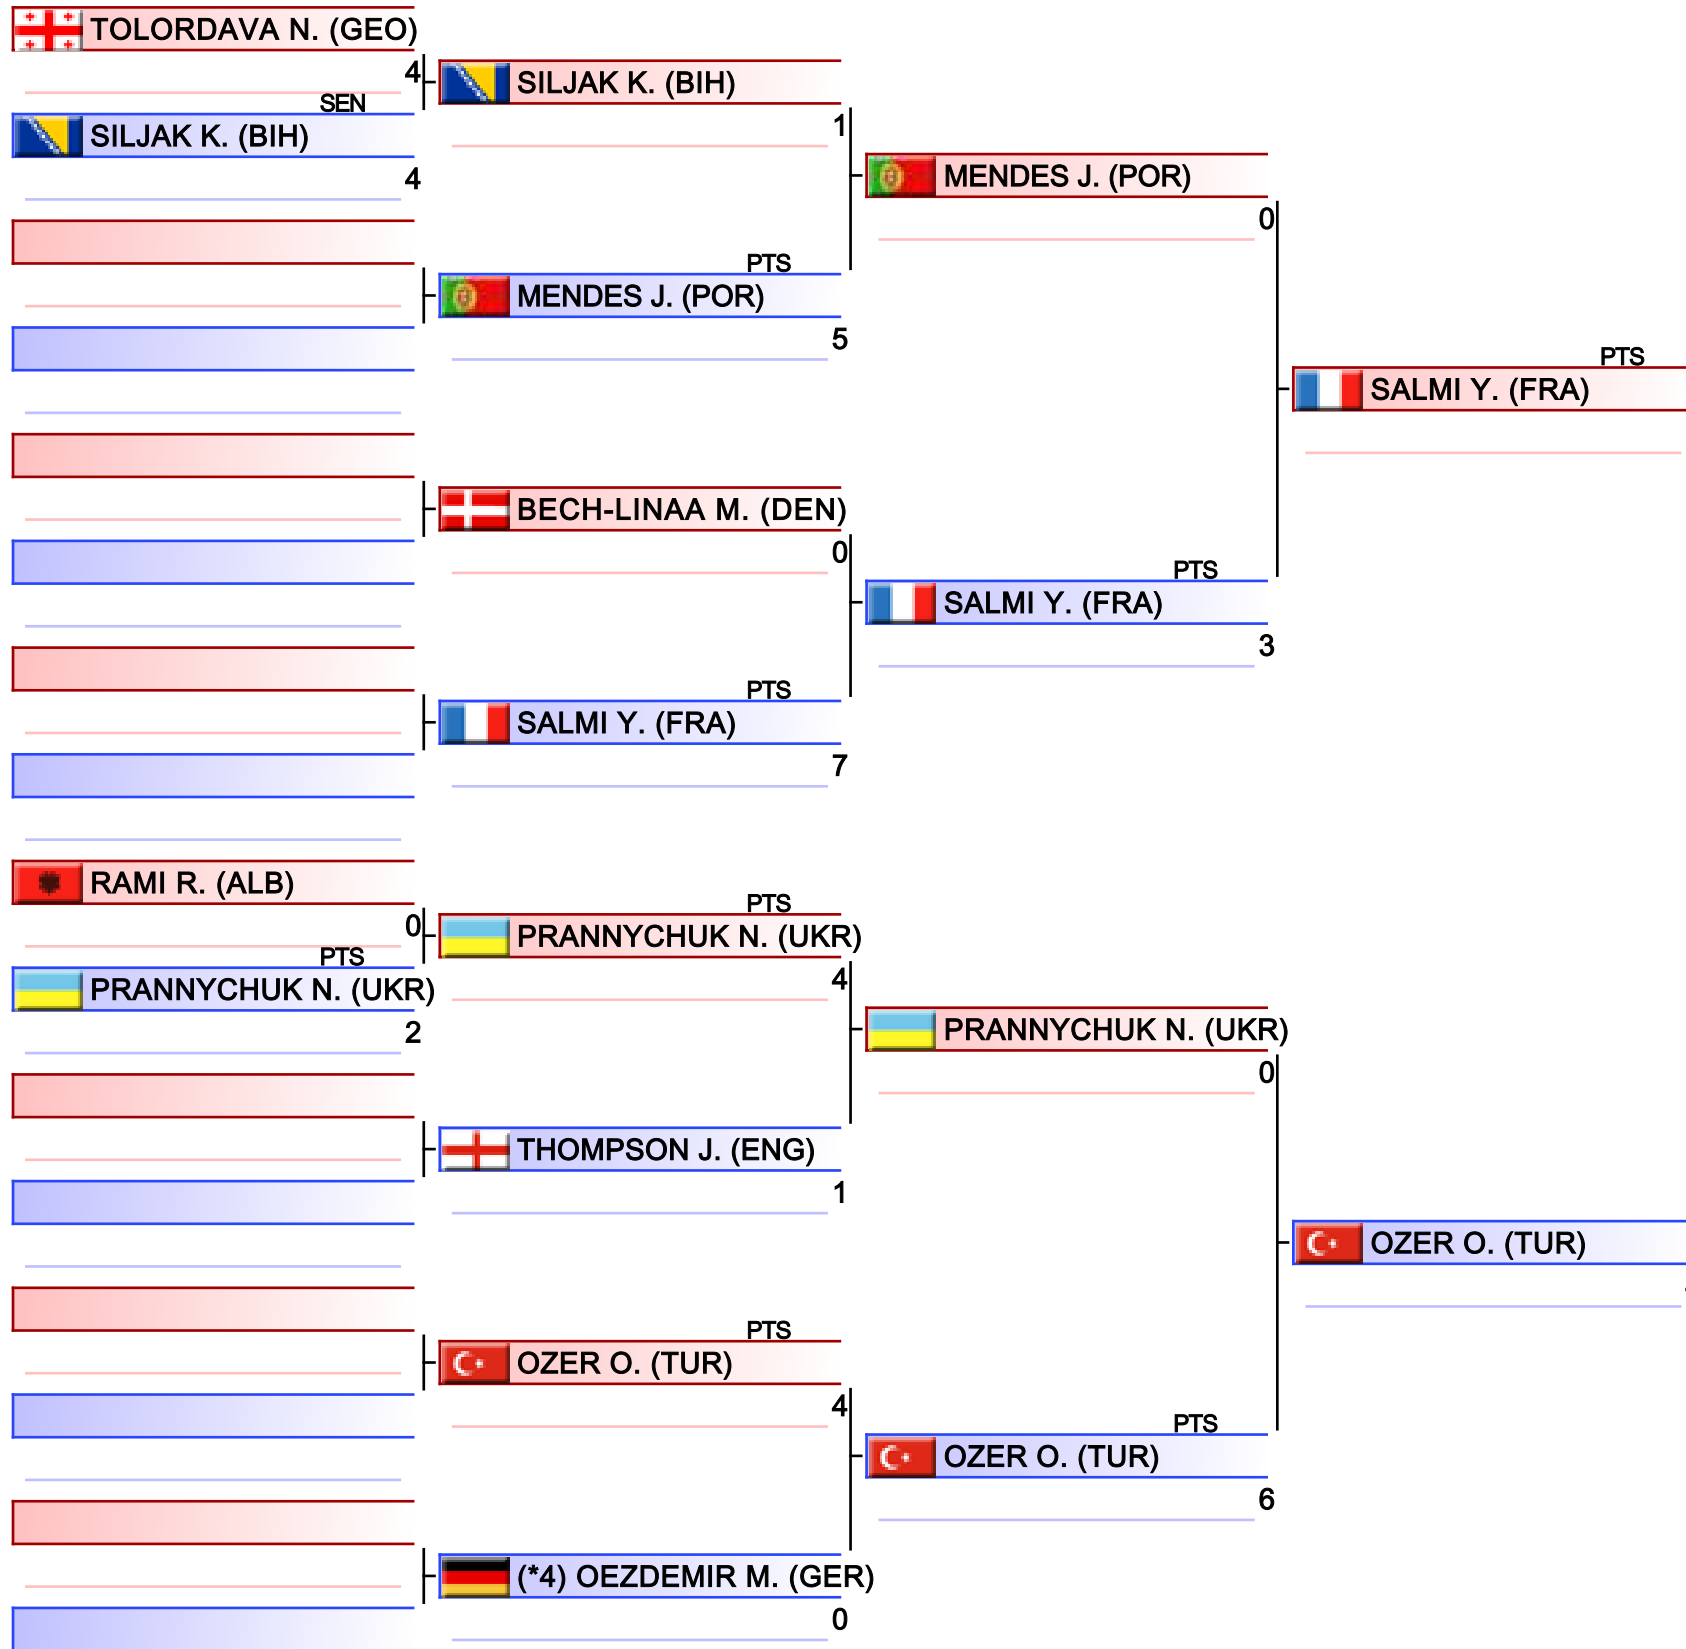 TOLORDAVA N. (GEO)
4
SEN
SILJAK K. (BIH)
4
SILJAK K. (BIH)
1
PTS
MENDES J. (POR)
5
MENDES J. (POR)
0
BECH-LINAA M. (DEN)
0
PTS
SALMI Y. (FRA)
7
PTS
SALMI Y. (FRA)
3
PTS
SALMI Y. (FRA)
RAMI R. (ALB)
0
PTS
PRANNYCHUK N. (UKR)
2
PTS
PRANNYCHUK N. (UKR)
4
THOMPSON J. (ENG)
1
PRANNYCHUK N. (UKR)
0
PTS
OZER O. (TUR)
4
(*4) OEZDEMIR M. (GER)
0
PTS
OZER O. (TUR)
6
OZER O. (TUR)